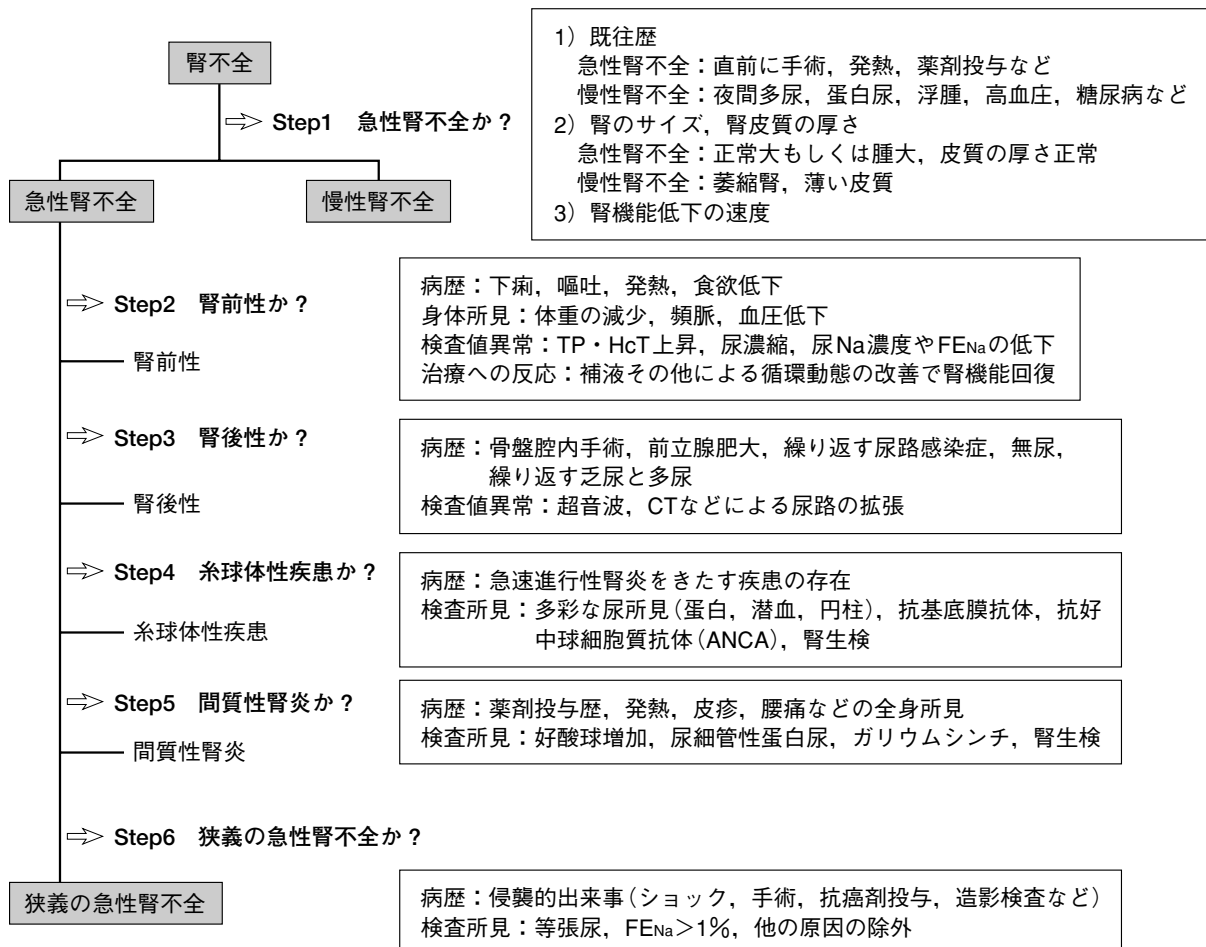 腎不全
⇨ Step1 急性腎不全か？
急性腎不全
慢性腎不全
1）既往歴
急性腎不全：直前に手術，発熱，薬剤投与など
慢性腎不全：夜間多尿，蛋白尿，浮腫，高血圧，糖尿病など
2）腎のサイズ，腎皮質の厚さ
急性腎不全：正常大もしくは腫大，皮質の厚さ正常
慢性腎不全：萎縮腎，薄い皮質
3）腎機能低下の速度
⇨ Step2 腎前性か？
腎前性
病歴：下痢，嘔吐，発熱，食欲低下
身体所見：体重の減少，頻脈，血圧低下
検査値異常：TP・HcT上昇，尿濃縮，尿Na濃度やFENaの低下
治療への反応：補液その他による循環動態の改善で腎機能回復
⇨ Step3 腎後性か？
腎後性
病歴：骨盤腔内手術，前立腺肥大，繰り返す尿路感染症，無尿，
繰り返す乏尿と多尿
検査値異常：超音波，CTなどによる尿路の拡張
⇨ Step4 糸球体性疾患か？
糸球体性疾患
病歴：急速進行性腎炎をきたす疾患の存在
検査所見：多彩な尿所見（蛋白，潜血，円柱），抗基底膜抗体，抗好
中球細胞質抗体（ANCA），腎生検
⇨ Step5 間質性腎炎か？
間質性腎炎
病歴：薬剤投与歴，発熱，皮疹，腰痛などの全身所見
検査所見：好酸球増加，尿細管性蛋白尿，ガリウムシンチ，腎生検
⇨ Step6 狭義の急性腎不全か？
狭義の急性腎不全
病歴：侵襲的出来事（ショック，手術，抗癌剤投与，造影検査など）
検査所見：等張尿，FENa＞1％，他の原因の除外